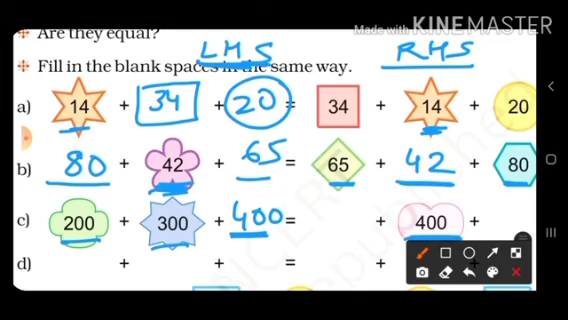 Made with KINEMASTER
Are they equal?
LHS RHS
Fill in the blank spaces in the same way.
a) 14 + 34 + 20 = 34 + 14 + 20
b) 80 + 42 + 65 = 65 + 42 + 80
c) 200 + 300 + 400 = + 400 +
d) + + = +